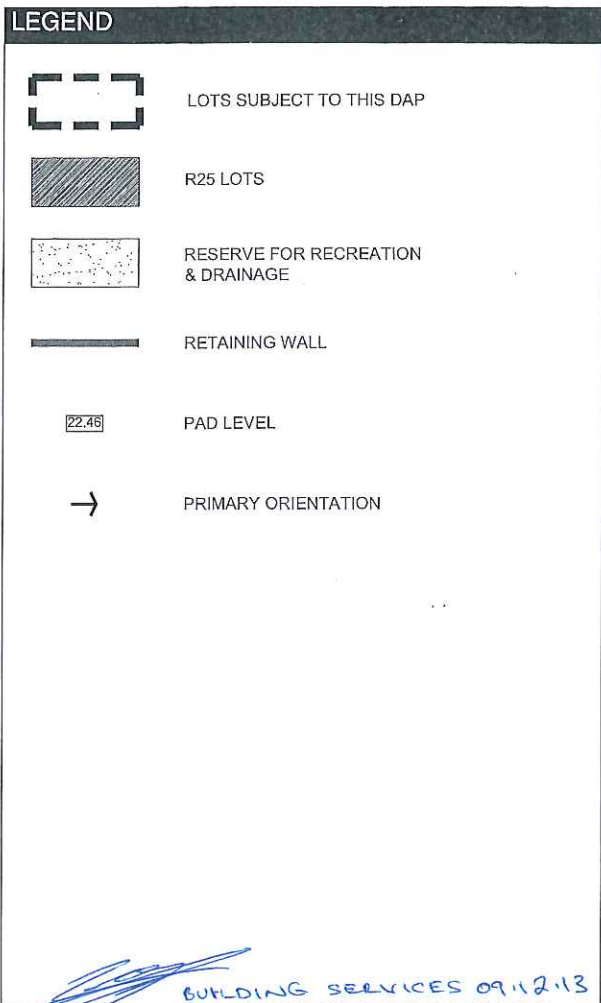 LEGEND
LOTS SUBJECT TO THIS DAP
R25 LOTS
RESERVE FOR RECREATION
& DRAINAGE
RETAINING WALL
22.46 PAD LEVEL
PRIMARY ORIENTATION
BUILDING SERVICES 09.12.13